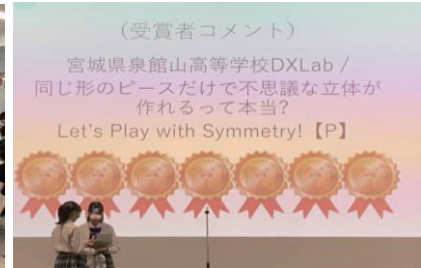 （受賞者コメント）
宮城県泉館山高等学校DXLab /
同じ形のピースだけで不思議な立体が
作れるって本当?
Let's Play with Symmetry!【P】